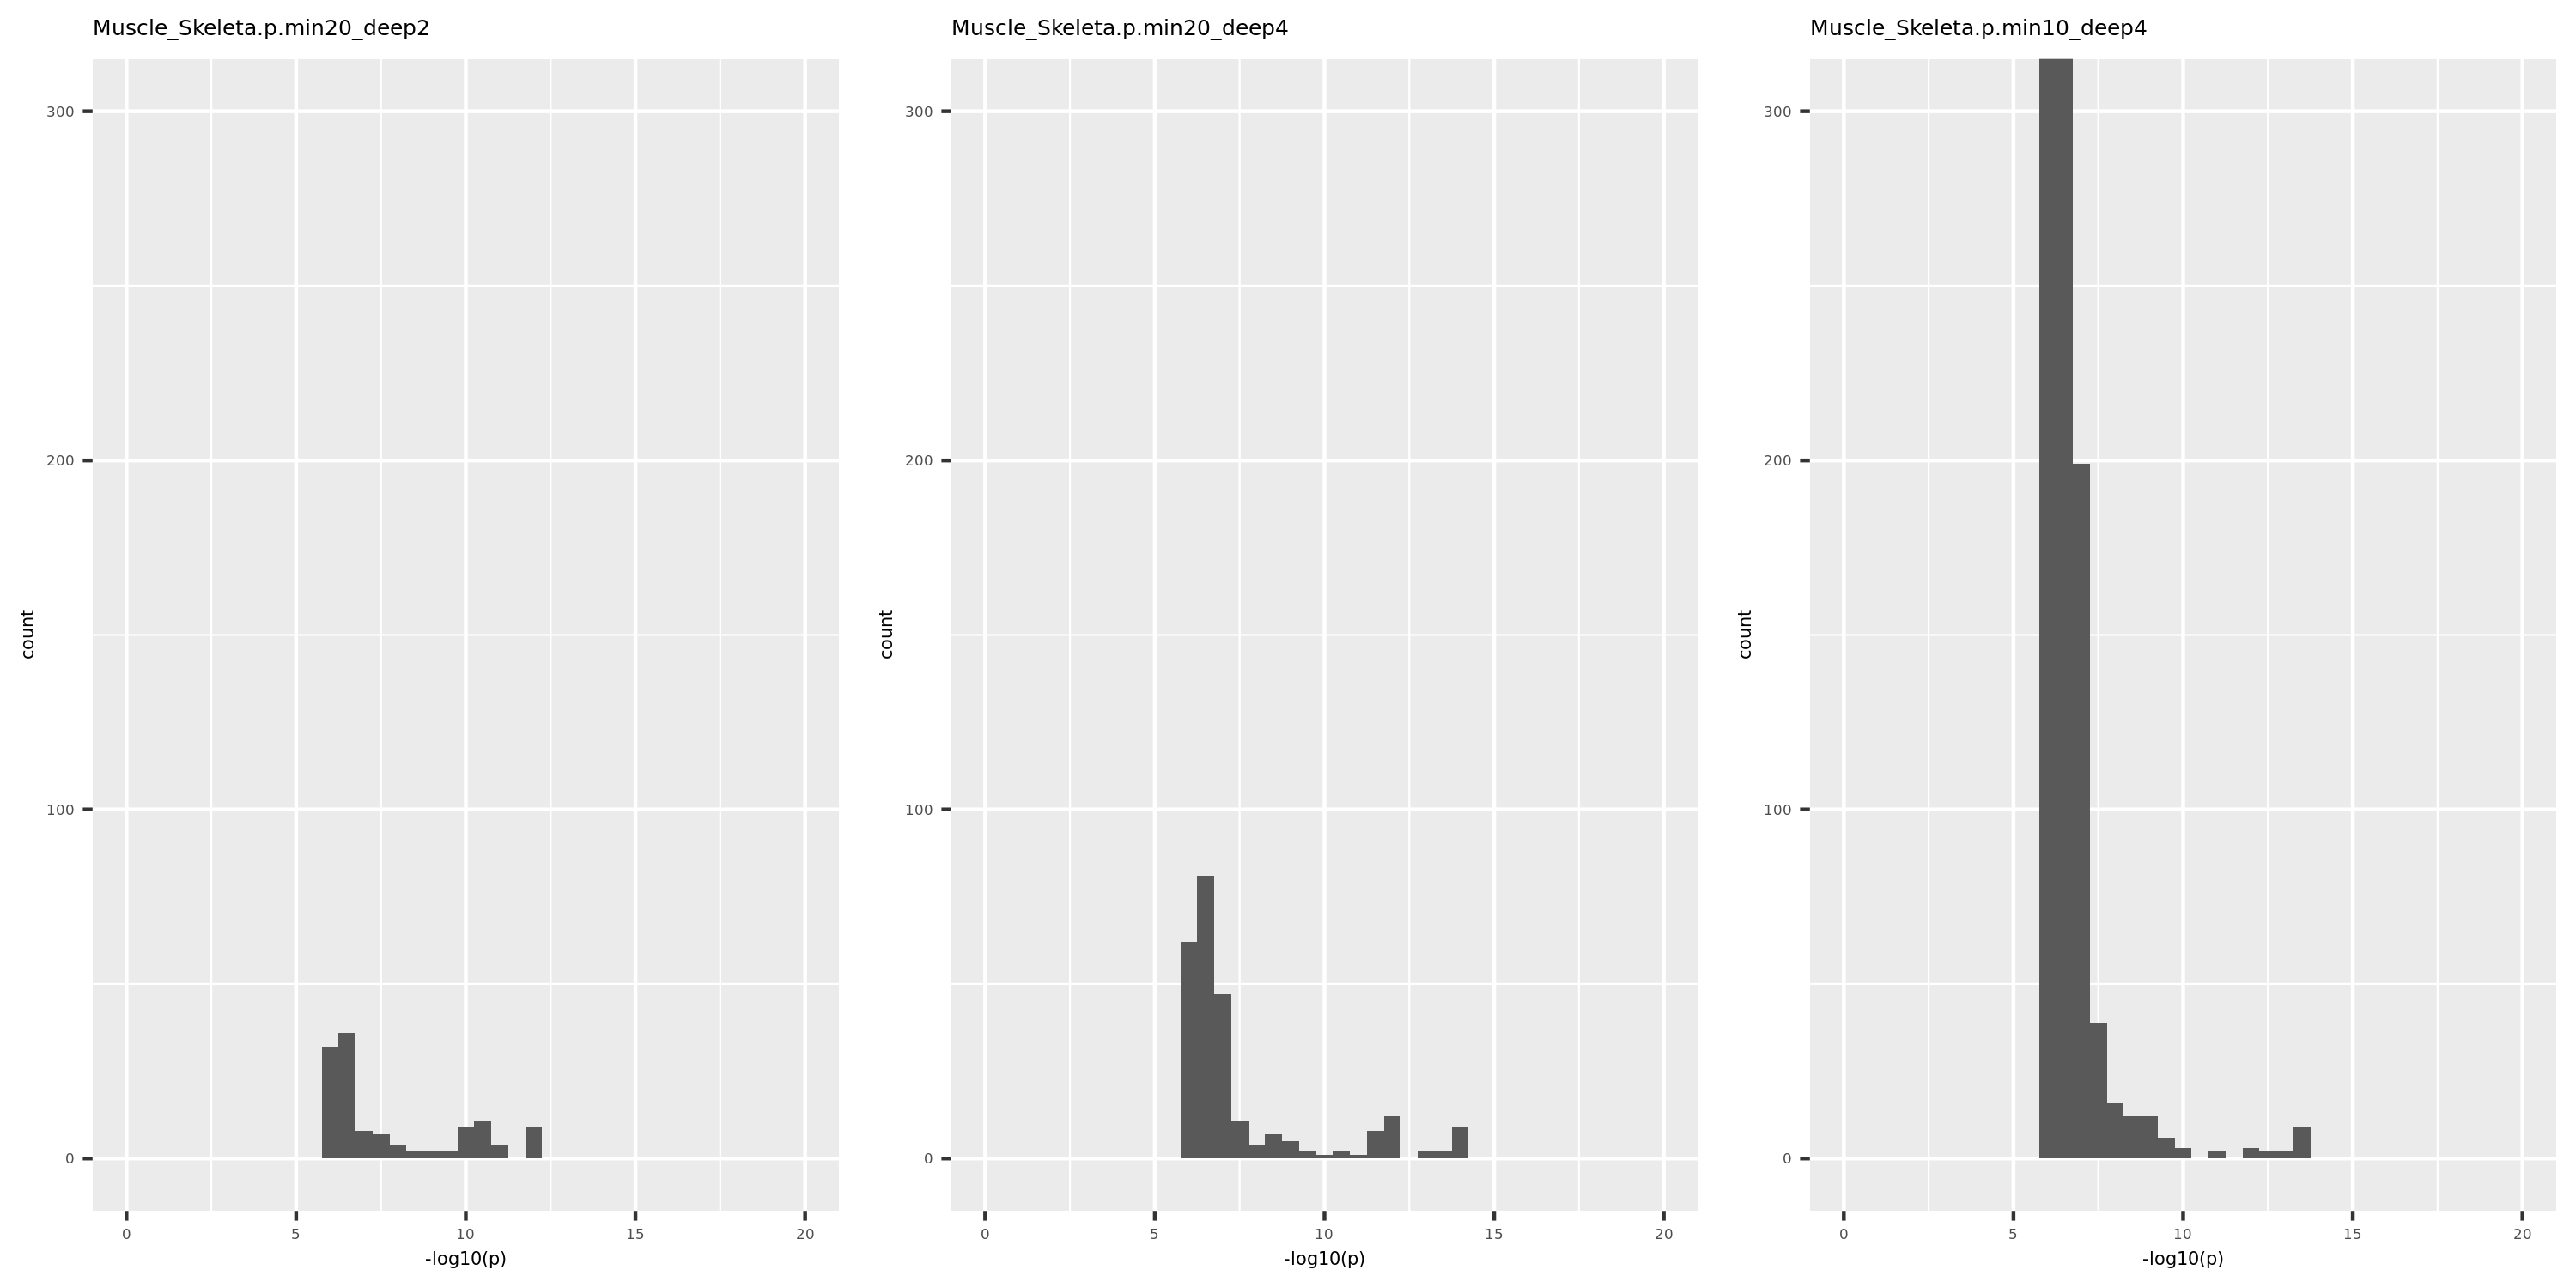 Muscle_Skeleta.p.min20_deep2
300
200
100
0
count
0 5 10 15 20
-log10(p)
Muscle_Skeleta.p.min20_deep4
300
200
100
0
count
0 5 10 15 20
-log10(p)
Muscle_Skeleta.p.min10_deep4
300
200
100
0
count
0 5 10 15 20
-log10(p)